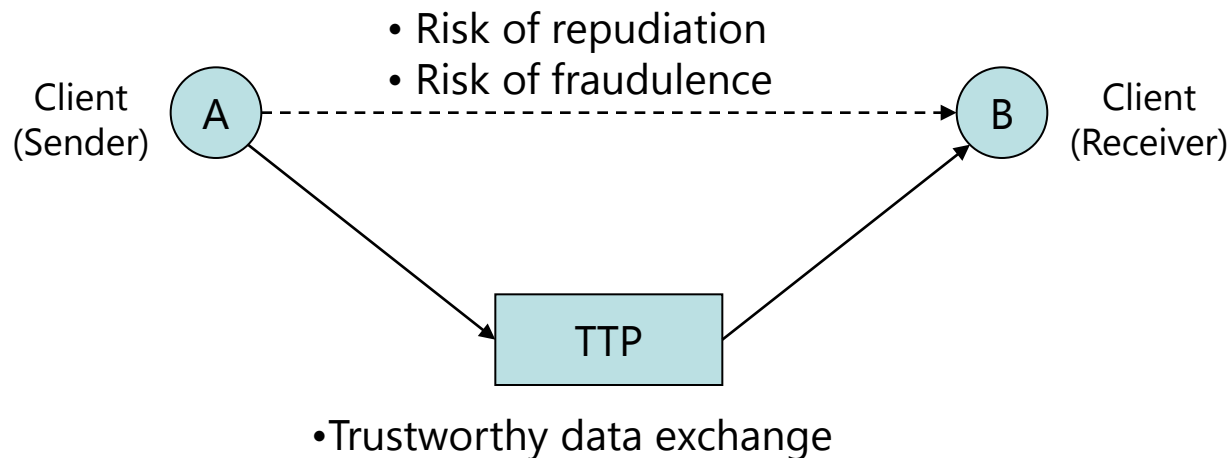 • Risk of repudiation
• Risk of fraudulence
Client
(Sender)
A
B
Client
(Receiver)
TTP
•Trustworthy data exchange